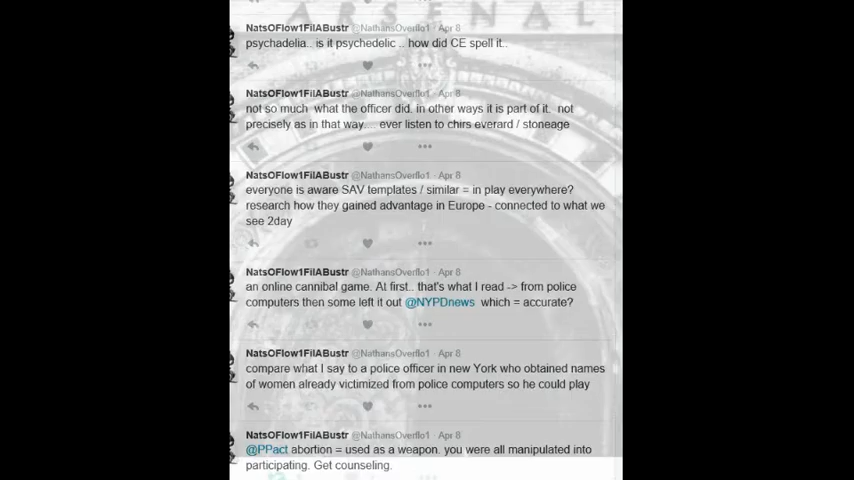 ARSENAL
NatsOFlow1FilABustr @NathansOverflo1 · Apr 8
psychadelia.. is it psychedelic .. how did CE spell it..
NatsOFlow1FilABustr @NathansOverflo1 · Apr 8
not so much what the officer did. in other ways it is part of it. not
precisely as in that way.... ever listen to chirs everard / stoneage
NatsOFlow1FilABustr @NathansOverflo1 · Apr 8
everyone is aware SAV templates / similar = in play everywhere?
research how they gained advantage in Europe - connected to what we
see 2day
NatsOFlow1FilABustr @NathansOverflo1 · Apr 8
an online cannibal game. At first.. that's what I read -> from police
computers then some left it out @NYPDnews which = accurate?
NatsOFlow1FilABustr @NathansOverflo1 · Apr 8
compare what I say to a police officer in new York who obtained names
of women already victimized from police computers so he could play
NatsOFlow1FilABustr @NathansOverflo1 · Apr 8
@PPact abortion = used as a weapon. you were all manipulated into
participating. Get counseling.